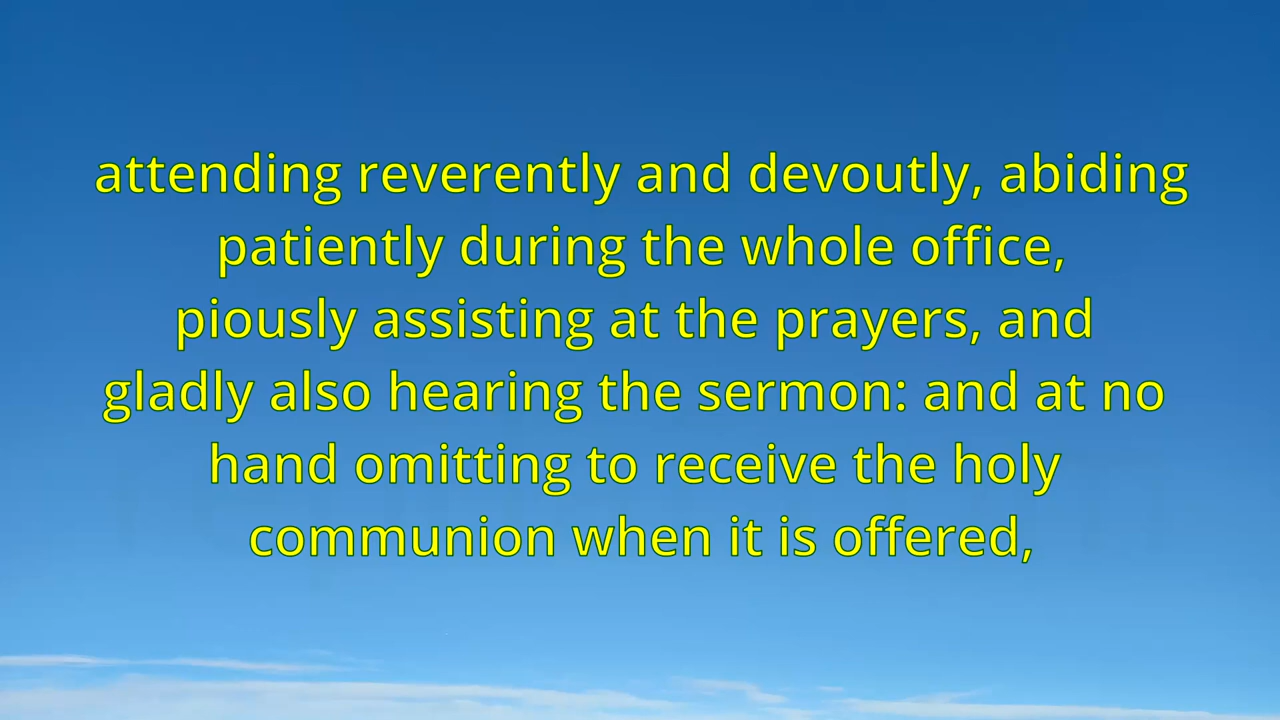 attending reverently and devoutly, abiding
patiently during the whole office,
piously assisting at the prayers, and
gladly also hearing the sermon: and at no
hand omitting to receive the holy
communion when it is offered,